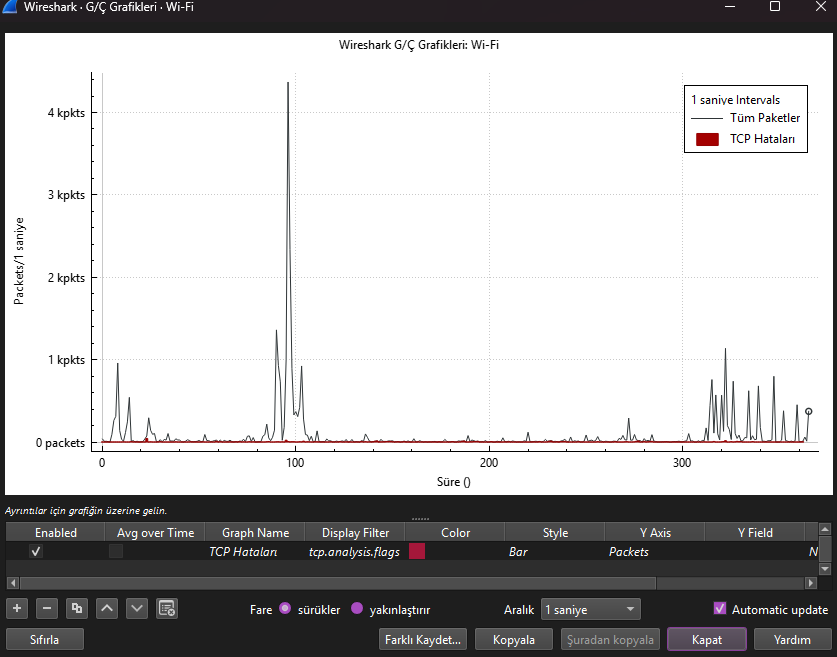 Wireshark · G/Ç Grafikleri · Wi-Fi
Wireshark G/Ç Grafikleri: Wi-Fi
1 saniye Intervals
Tüm Paketler
TCP Hataları
4 kpkts
3 kpkts
2 kpkts
1 kpkts
0 packets
Packets/1 saniye
0 100 200 300
Süre ()
Ayrıntılar için grafiğin üzerine gelin.
Enabled Avg over Time Graph Name Display Filter Color Style Y Axis Y Field
TCP Hataları tcp.analysis.flags Bar Packets N
Fare sürükler yakınlaştırır Aralık 1 saniye Automatic update
Sıfırla Farklı Kaydet... Kopyala Şuradan kopyala Kapat Yardım